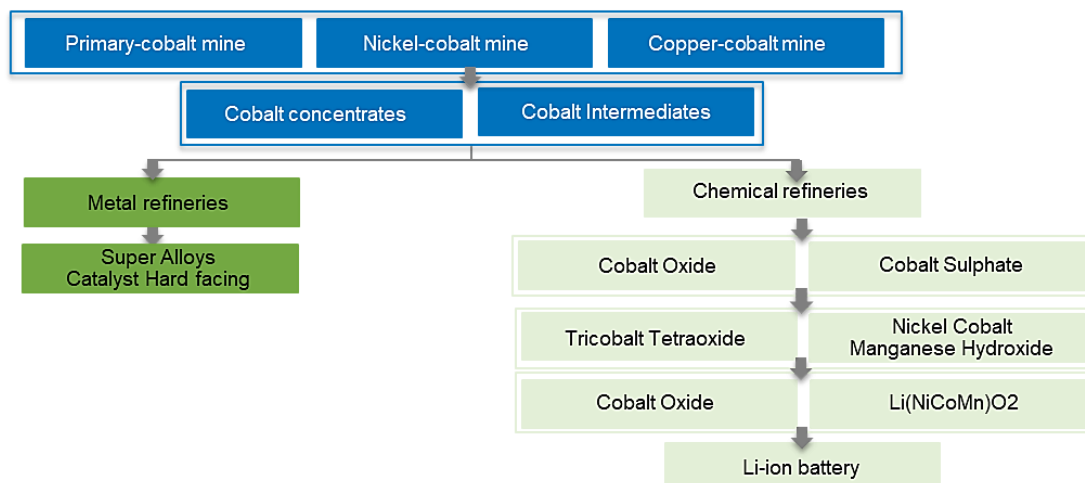 Primary-cobalt mine
Nickel-cobalt mine
Copper-cobalt mine
Cobalt concentrates
Cobalt Intermediates
Metal refineries
Chemical refineries
Super Alloys
Catalyst Hard facing
Cobalt Oxide
Cobalt Sulphate
Tricobalt Tetraoxide
Nickel Cobalt
Manganese Hydroxide
Cobalt Oxide
Li(NiCoMn)O2
Li-ion battery